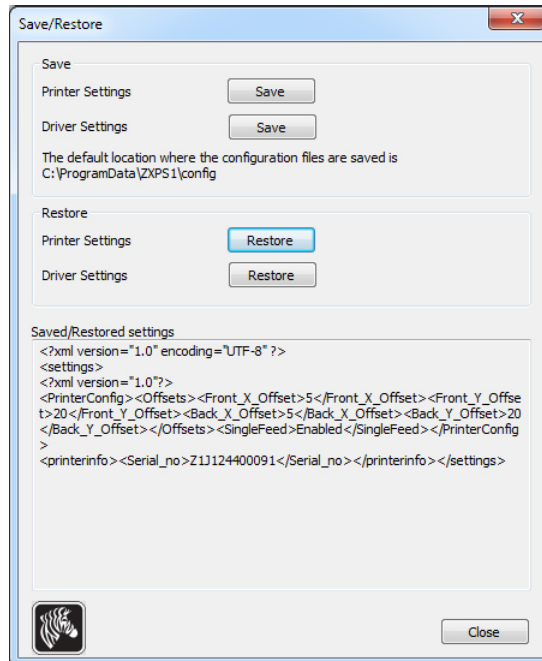 Save/Restore
Save
Printer Settings
Save
Driver Settings
Save
The default location where the configuration files are saved is
C:\ProgramData\ZXPS1\config
Restore
Printer Settings
Restore
Driver Settings
Restore
Saved/Restored settings
<?xml version="1.0" encoding="UTF-8" ?>
<settings>
<?xml version="1.0"?>
<PrinterConfig><Offsets><Front_X_Offset>5</Front_X_Offset><Front_Y_Offse
t>20</Front_Y_Offset><Back_X_Offset>5</Back_X_Offset><Back_Y_Offset>20
</Back_Y_Offset></Offsets><SingleFeed>Enabled</SingleFeed></PrinterConfig
>
<printerinfo><Serial_no>Z1J124400091</Serial_no></printerinfo></settings>
Close